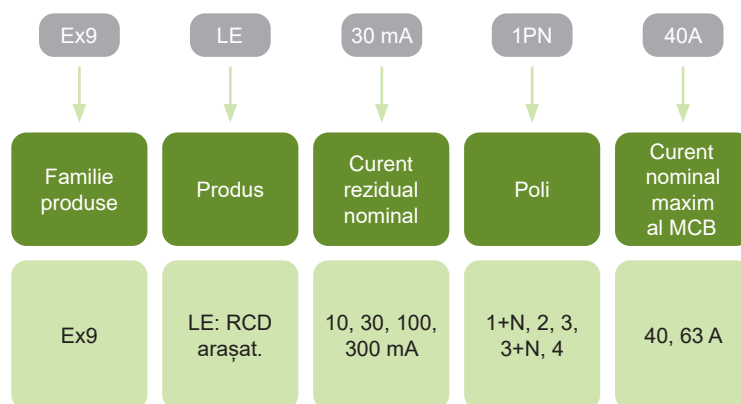 Ex9
LE
30 mA
1PN
40A
Familie
produse
Produs
Curent
rezidual
nominal
Poli
Curent
nominal
maxim
al MCB
Ex9
LE: RCD
arașat.
10, 30, 100,
300 mA
1+N, 2, 3,
3+N, 4
40, 63 A